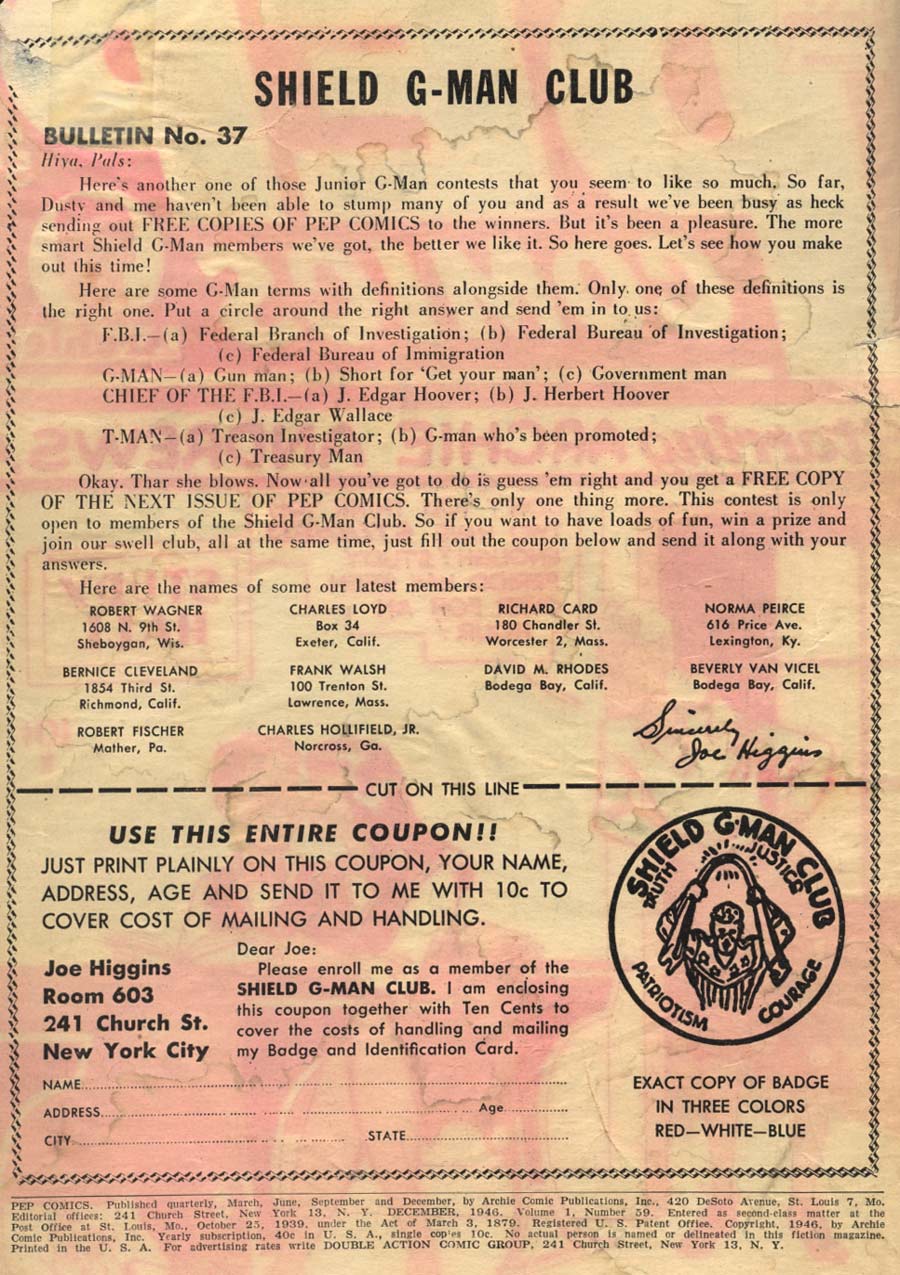 SHIELD G-MAN CLUB
BULLETIN No. 37
Hiya, Pals:
Here's another one of those Junior G-Man contests that you seem to like so much. So far,
Dusty and me haven't been able to stump many of you and as a result we've been busy as heck
sending out FREE COPIES OF PEP COMICS to the winners. But it's been a pleasure. The more
smart Shield G-Man members we've got, the better we like it. So here goes. Let's see how you make
out this time!
Here are some G-Man terms with definitions alongside them. Only one of these definitions is
the right one. Put a circle around the right answer and send 'em in to us:
F.B.I.—(a) Federal Branch of Investigation; (b) Federal Bureau of Investigation;
(c) Federal Bureau of Immigration
G-MAN—(a) Gun man; (b) Short for 'Get your man'; (c) Government man
CHIEF OF THE F.B.I.—(a) J. Edgar Hoover; (b) J. Herbert Hoover
(c) J. Edgar Wallace
T-MAN—(a) Treason Investigator; (b) G-man who's been promoted;
(c) Treasury Man
Okay. Thar she blows. Now all you've got to do is guess 'em right and you get a FREE COPY
OF THE NEXT ISSUE OF PEP COMICS. There's only one thing more. This contest is only
open to members of the Shield G-Man Club. So if you want to have loads of fun, win a prize and
join our swell club, all at the same time, just fill out the coupon below and send it along with your
answers.
Here are the names of some our latest members:
ROBERT WAGNER
1608 N. 9th St.
Sheboygan, Wis.
CHARLES LOYD
Box 34
Exeter, Calif.
RICHARD CARD
180 Chandler St.
Worcester 2, Mass.
NORMA PEIRCE
616 Price Ave.
Lexington, Ky.
BERNICE CLEVELAND
1854 Third St.
Richmond, Calif.
FRANK WALSH
100 Trenton St.
Lawrence, Mass.
DAVID M. RHODES
Bodega Bay, Calif.
BEVERLY VAN VICEL
Bodega Bay, Calif.
ROBERT FISCHER
Mather, Pa.
CHARLES HOLLIFIELD, JR.
Norcross, Ga.
Sincerely
Joe Higgins
CUT ON THIS LINE
USE THIS ENTIRE COUPON!!
JUST PRINT PLAINLY ON THIS COUPON, YOUR NAME,
ADDRESS, AGE AND SEND IT TO ME WITH 10c TO
COVER COST OF MAILING AND HANDLING.
Joe Higgins
Room 603
241 Church St.
New York City
Dear Joe:
Please enroll me as a member of the
SHIELD G-MAN CLUB. I am enclosing
this coupon together with Ten Cents to
cover the costs of handling and mailing
my Badge and Identification Card.
NAME
ADDRESS Age
CITY STATE
SHIELD G-MAN CLUB
TRUTH JUSTICE
PATRIOTISM COURAGE
EXACT COPY OF BADGE
IN THREE COLORS
RED—WHITE—BLUE
PEP COMICS. Published quarterly, March, June, September and December, by Archie Comic Publications, Inc., 420 DeSoto Avenue, St. Louis 7, Mo.
Editorial offices: 241 Church Street, New York 13, N. Y. DECEMBER, 1946. Volume 1, Number 59. Entered as second-class matter at the
Post Office at St. Louis, Mo., October 25, 1939, under the Act of March 3, 1879. Registered U. S. Patent Office. Copyright, 1946, by Archie
Comic Publications, Inc. Yearly subscription, 40c in U. S. A., single copies 10c. No actual person is named or delineated in this fiction magazine.
Printed in the U. S. A. For advertising rates write DOUBLE ACTION COMIC GROUP, 241 Church Street, New York 13, N. Y.